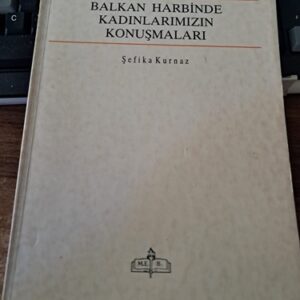 BALKAN HARBİNDE
KADINLARIMIZIN
KONUŞMALARI
Şefika Kurnaz
M.E. B.
C